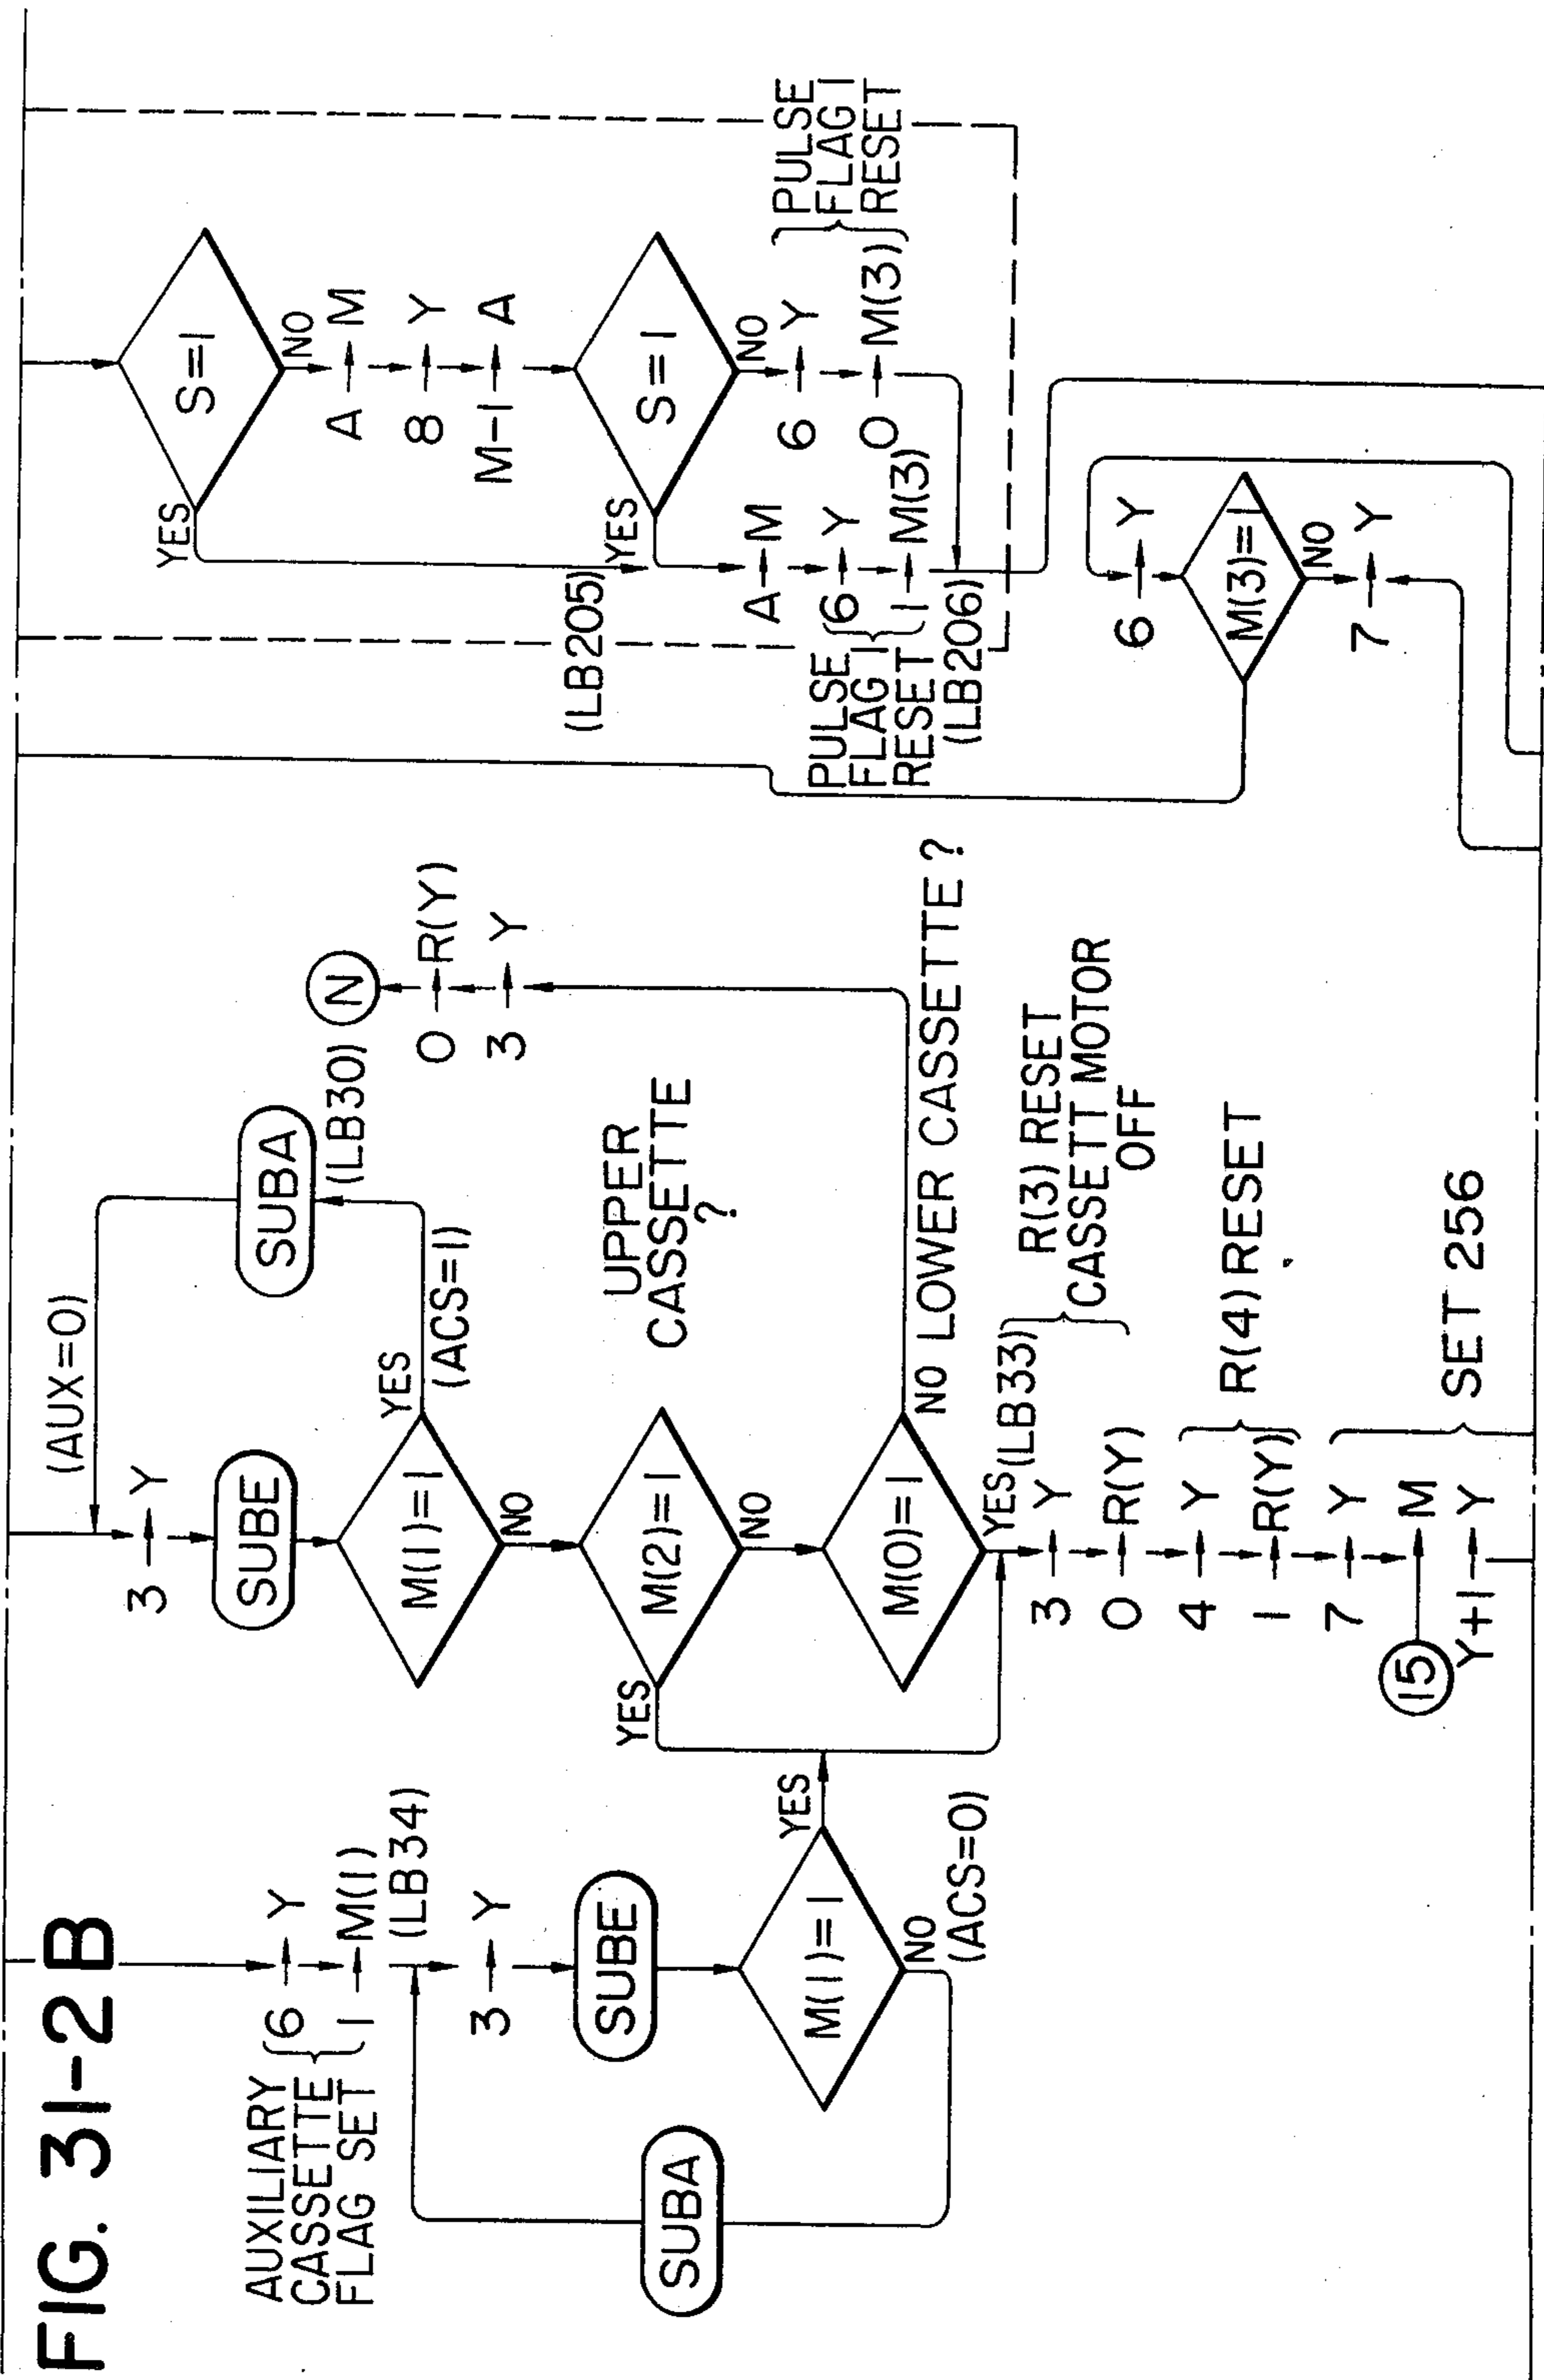 FIG. 31-2B
AUXILIARY
CASSETTE
FLAG SET
6 → Y
1 → M(1)
(LB34)
3 → Y
SUBE
SUBA
M(1)=1
YES
NO
(ACS=0)
(AUX=0)
3 → Y
SUBE
SUBA
(LB30)
M(1)=1
YES
(ACS=1)
NO
N
0 → R(Y)
3 → Y
UPPER
CASSETTE
?
M(2)=1
YES
NO
M(0)=1
NO LOWER CASSETTE ?
YES (LB33)
3 → Y
0 → R(Y)
R(3) RESET
CASSETT MOTOR
OFF
4 → Y
1 → R(Y)
R(4) RESET
7 → Y
15 → M
Y+1 → Y
SET 256
S=1
YES
NO
A → M
8 → Y
M-1 → A
S=1
YES
NO
(LB205)
A → M
6 → Y
1 → M(3)
PULSE
FLAG 1
RESET
(LB206)
6 → Y
0 → M(3)
PULSE
FLAG 1
RESET
6 → Y
M(3)=1
NO
7 → Y